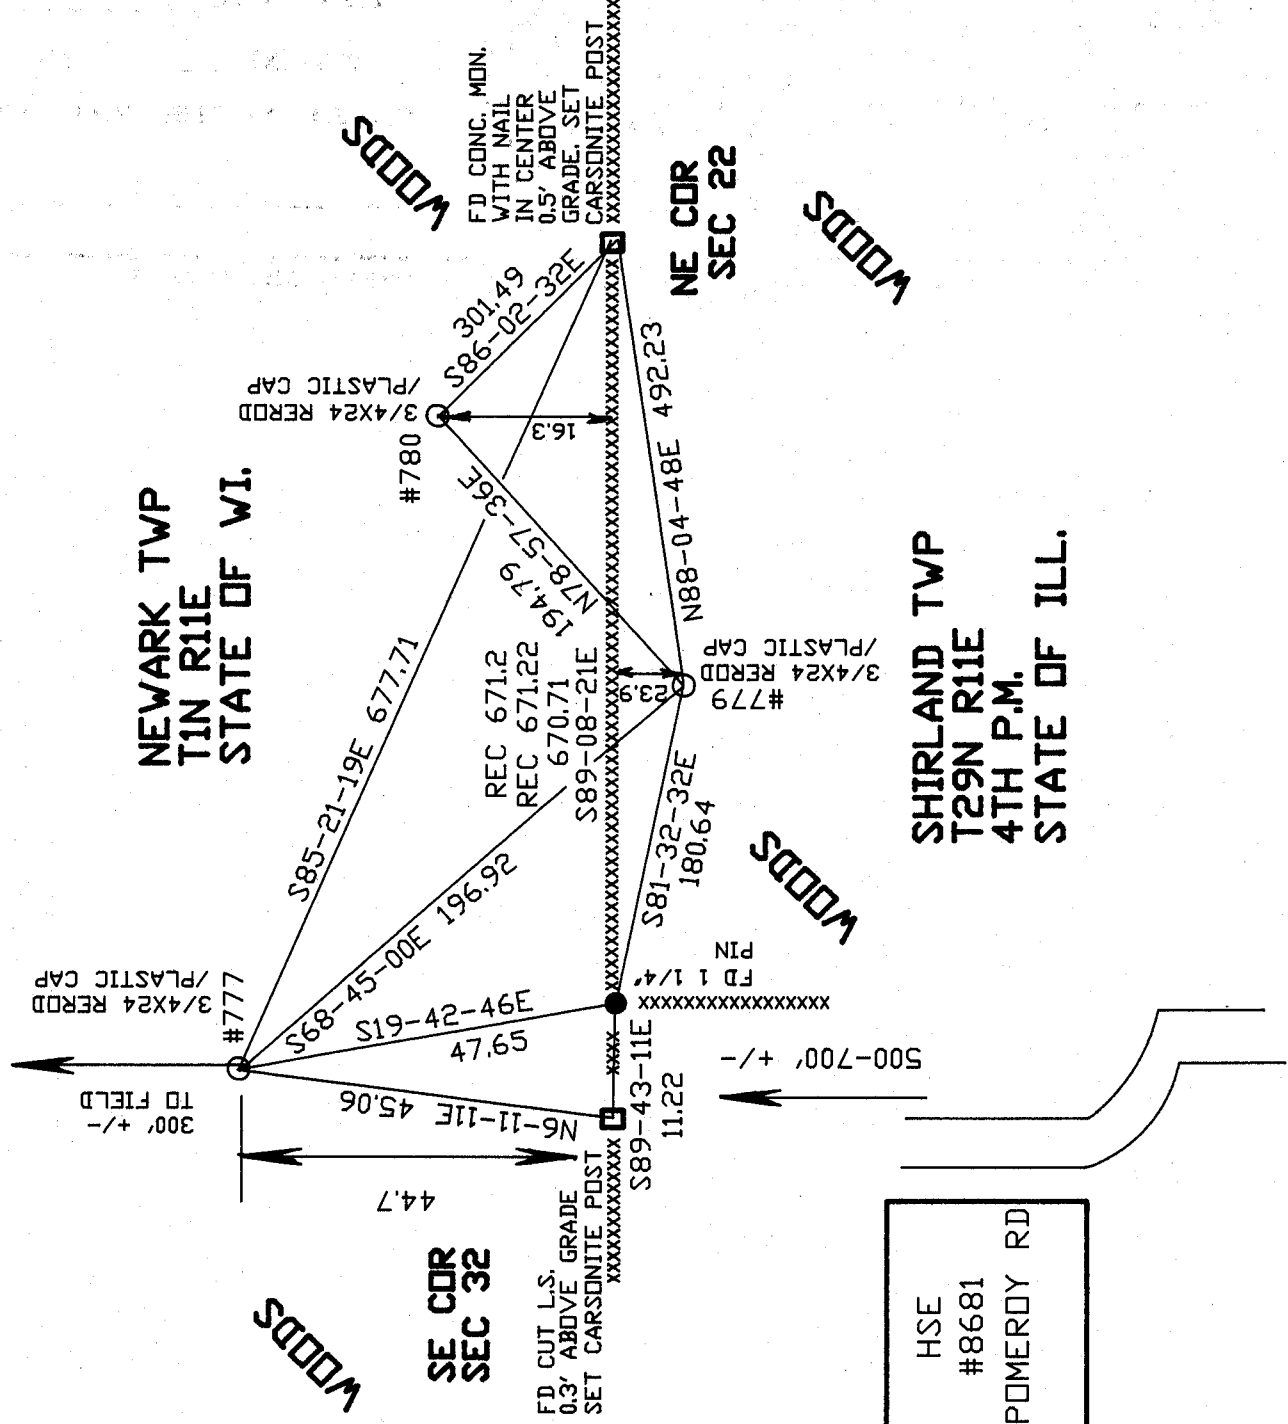 NEWARK TWP
T1N R11E
STATE OF WI.
WOODS
FD CONC. MON.
WITH NAIL
IN CENTER
0.5' ABOVE
GRADE. SET
CARSONITE POST
NE COR
SEC 22
WOODS
301.49
S86-02-32E
3/4X24 REROD
/PLASTIC CAP
#780
16.3
N78-57-36E
194.79
N88-04-48E 492.23
S85-21-19E 677.71
REC 671.2
REC 671.22
670.71
S89-08-21E
23.9
3/4X24 REROD
/PLASTIC CAP
#779
SHIRLAND TWP
T29N R11E
4TH P.M.
STATE OF ILL.
S68-45-00E 196.92
S81-32-32E
180.64
WOODS
3/4X24 REROD
/PLASTIC CAP
#777
S19-42-46E
47.65
FD 1 1/4"
PIN
300' +/-
TO FIELD
N6-11-11E 45.06
S89-43-11E
11.22
500-700' +/-
44.7
SE COR
SEC 32
FD CUT L.S.
0.3' ABOVE GRADE
SET CARSONITE POST
WOODS
HSE
#8681
POMEROY RD